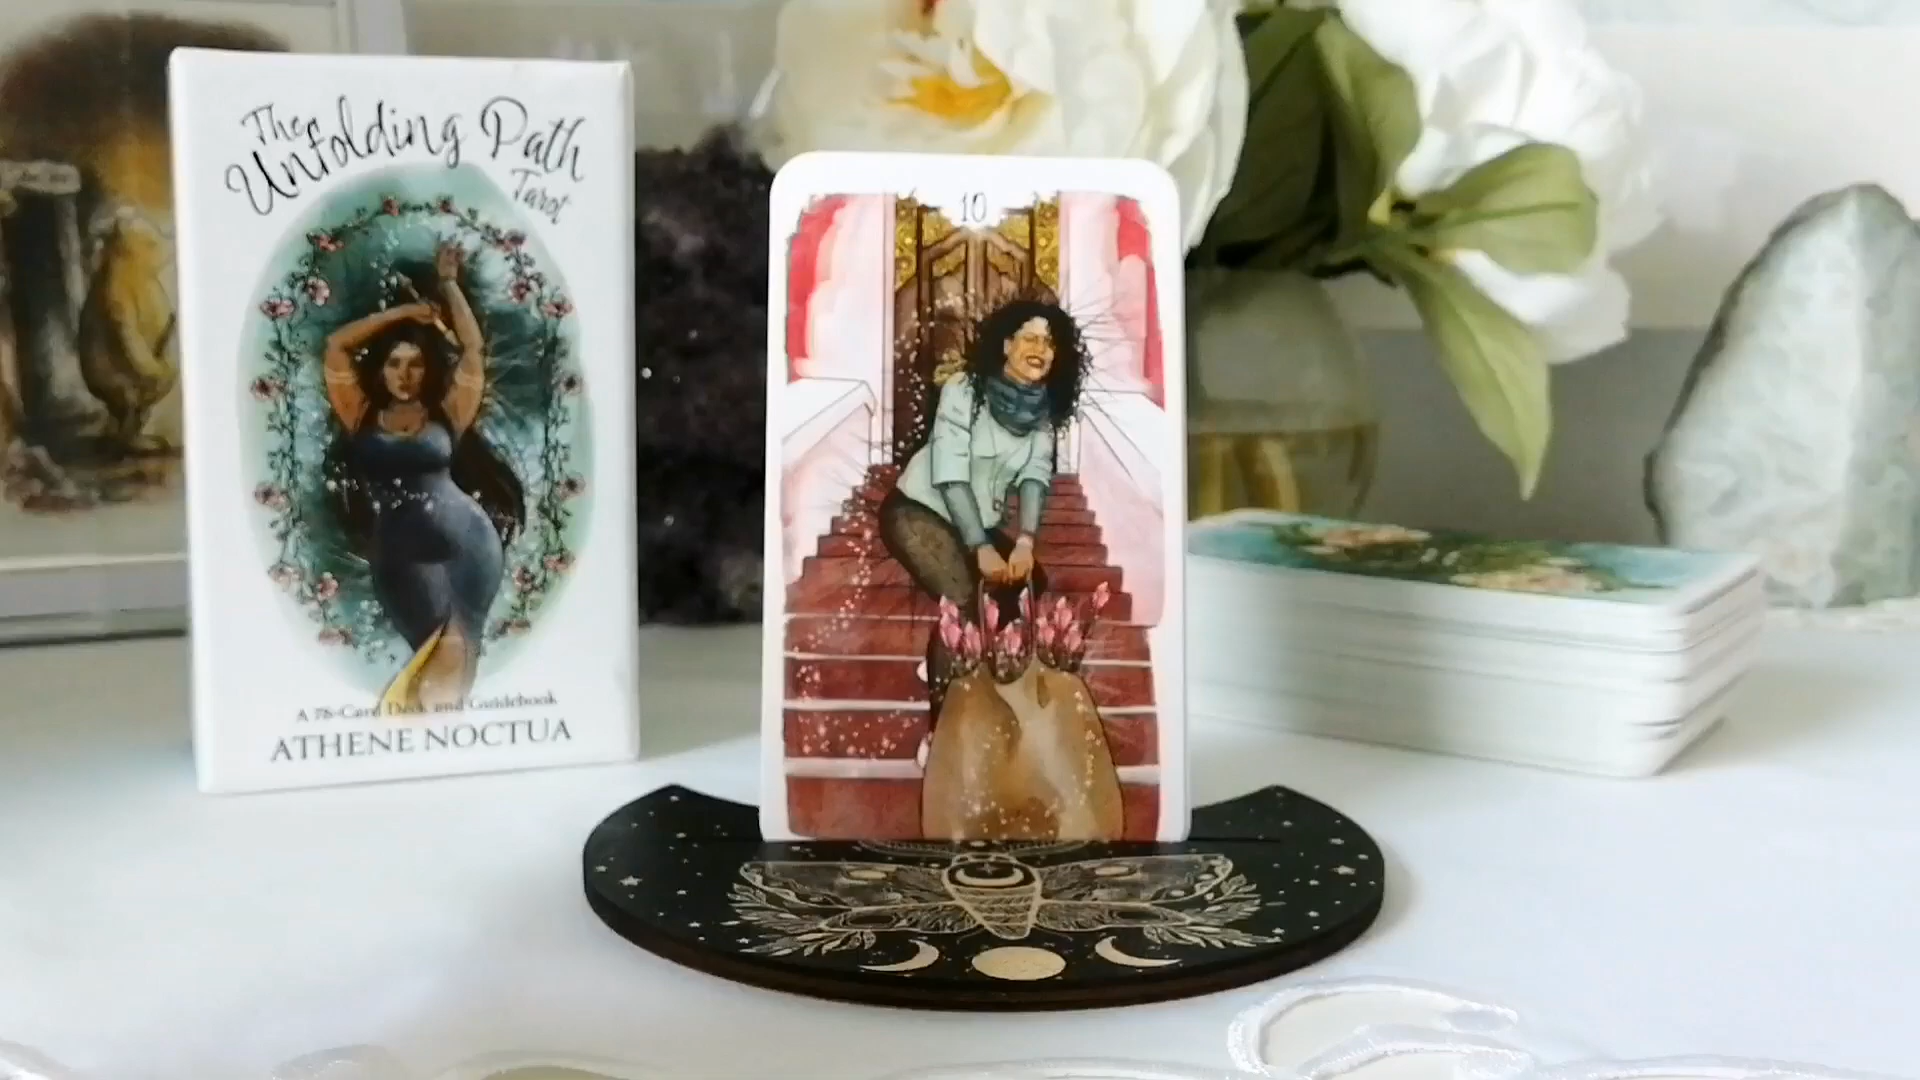 The
Unfolding Path
Tarot
A 78-Card Deck and Guidebook
ATHENE NOCTUA
10